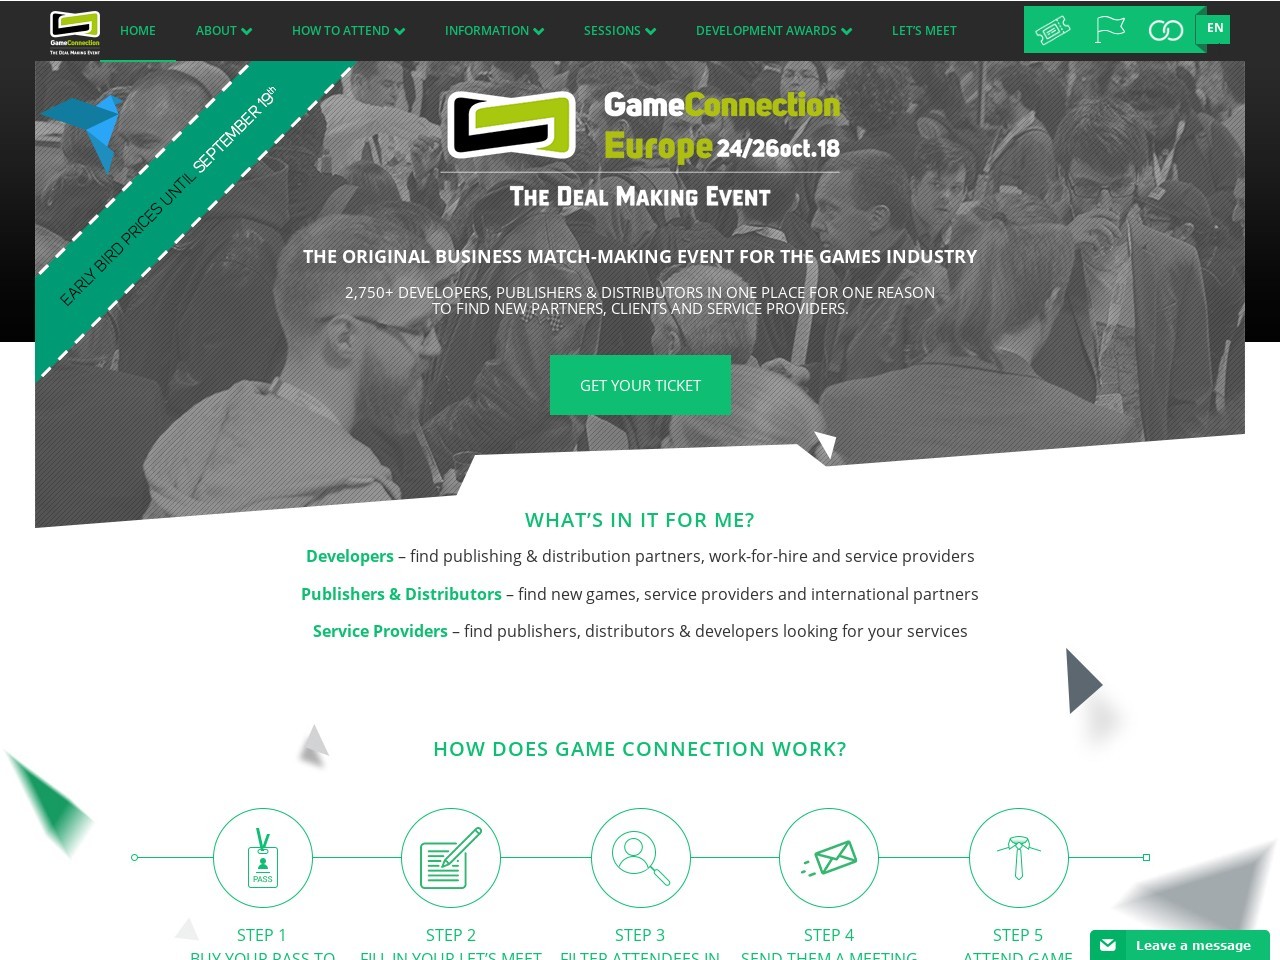 GameConnection
The Deal Making Event
HOME
ABOUT
HOW TO ATTEND
INFORMATION
SESSIONS
DEVELOPMENT AWARDS
LET'S MEET
EN
EARLY BIRD PRICES UNTIL SEPTEMBER 19th
GameConnection
Europe 24/26oct.18
The Deal Making Event
THE ORIGINAL BUSINESS MATCH-MAKING EVENT FOR THE GAMES INDUSTRY
2,750+ DEVELOPERS, PUBLISHERS & DISTRIBUTORS IN ONE PLACE FOR ONE REASON
TO FIND NEW PARTNERS, CLIENTS AND SERVICE PROVIDERS.
GET YOUR TICKET
WHAT'S IN IT FOR ME?
Developers – find publishing & distribution partners, work-for-hire and service providers
Publishers & Distributors – find new games, service providers and international partners
Service Providers – find publishers, distributors & developers looking for your services
HOW DOES GAME CONNECTION WORK?
PASS
STEP 1
BUY YOUR PASS TO
STEP 2
FILL IN YOUR LET'S MEET
STEP 3
FILTER ATTENDEES IN
STEP 4
SEND THEM A MEETING
STEP 5
ATTEND GAME
Leave a message